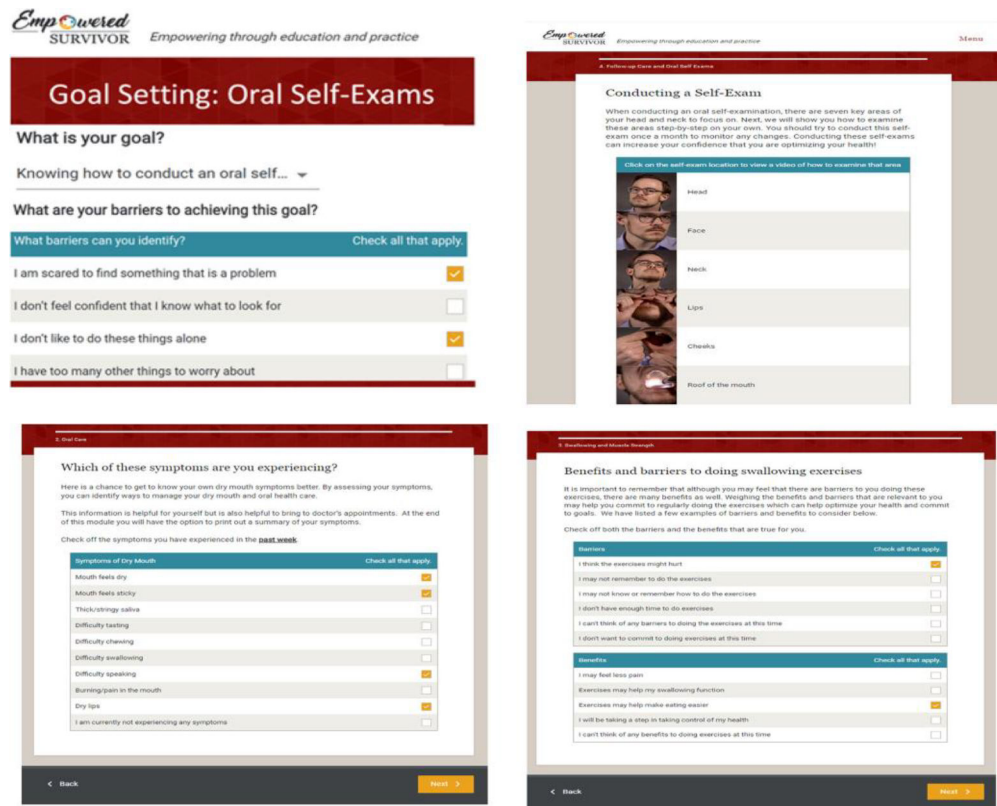 Empowered
SURVIVOR
Empowering through education and practice
Goal Setting: Oral Self-Exams
What is your goal?
Knowing how to conduct an oral self...
What are your barriers to achieving this goal?
What barriers can you identify? Check all that apply.
I am scared to find something that is a problem
I don't feel confident that I know what to look for
I don't like to do these things alone
I have too many other things to worry about
Empowered
SURVIVOR
Empowering through education and practice
Menu
4. Follow-up Care and Oral Self Exams
Conducting a Self-Exam
When conducting an oral self-examination, there are seven key areas of
your head and neck to focus on. Next, we will show you how to examine
these areas step-by-step on your own. You should try to conduct this self-
exam once a month to monitor any changes. Conducting these self-exams
can increase your confidence that you are optimizing your health!
Click on the self-exam location to view a video of how to examine that area
Head
Face
Neck
Lips
Cheeks
Roof of the mouth
Oral Care
Which of these symptoms are you experiencing?
Here is a chance to get to know your own dry mouth symptoms better. By assessing your symptoms,
you can identify ways to manage your dry mouth and oral health care.
This information is helpful for yourself but is also helpful to bring to doctor's appointments. At the end
of this module you will have the option to print out a summary of your symptoms.
Check off the symptoms you have experienced in the past week.
Symptoms of Dry Mouth Check all that apply.
Mouth feels dry
Mouth feels sticky
Thick/stringy saliva
Difficulty tasting
Difficulty chewing
Difficulty swallowing
Difficulty speaking
Burning/pain in the mouth
Dry lips
I am currently not experiencing any symptoms
< Back
Next >
Swallowing and Muscle Strength
Benefits and barriers to doing swallowing exercises
It is important to remember that although you may feel that there are barriers to you doing these
exercises, there are many benefits as well. Weighing the benefits and barriers that are relevant to you
may help you commit to regularly doing the exercises which can help optimize your health and commit
to goals. We have listed a few examples of barriers and benefits to consider below.
Check off both the barriers and the benefits that are true for you.
Barriers Check all that apply.
I think the exercises might hurt
I may not remember to do the exercises
I may not know or remember how to do the exercises
I don't have enough time to do exercises
I can't think of any barriers to doing the exercises at this time
I don't want to commit to doing exercises at this time
Benefits Check all that apply.
I may feel less pain
Exercises may help my swallowing function
Exercises may help make eating easier
I will be taking a step in taking control of my health
I can't think of any benefits to doing exercises at this time
< Back
Next >